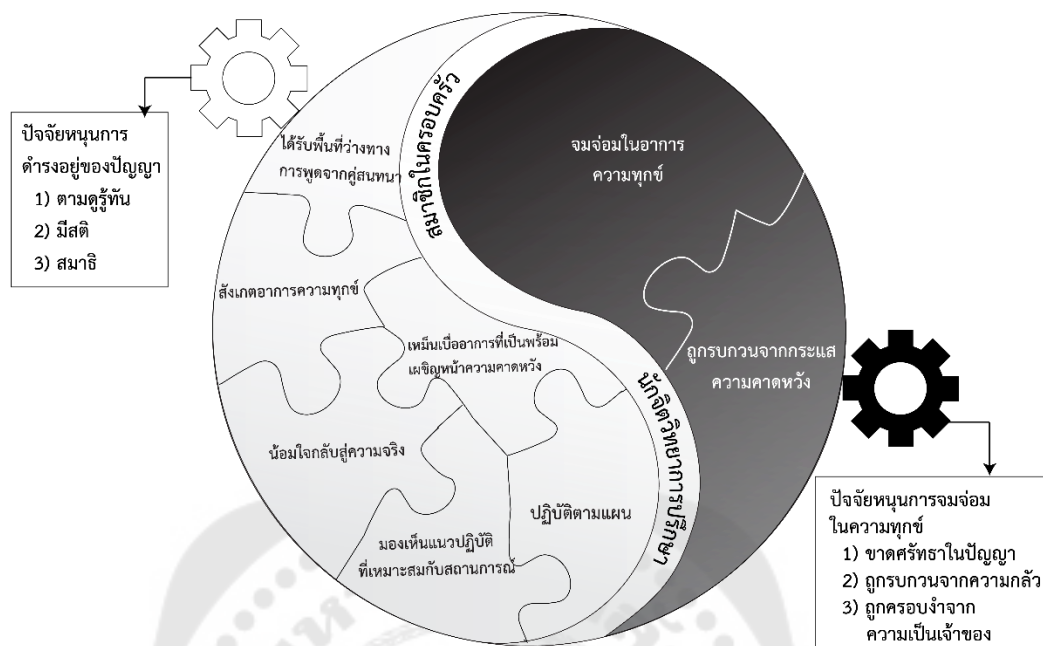 ปัจจัยหนุนการ
ดำรงอยู่ของปัญญา
1) ตามดูรู้ทัน
2) มีสติ
3) สมาธิ
ได้รับพื้นที่ว่างทาง
การพูดจากคู่สนทนา
สังเกตอาการความทุกข์
เหม็นเบื่ออาการที่เป็นพร้อม
เผชิญหน้าความคาดหวัง
น้อมใจกลับสู่ความจริง
มองเห็นแนวปฏิบัติ
ที่เหมาะสมกับสถานการณ์
ปฏิบัติตามแผน
สมาชิกในครอบครัว
นักจิตวิทยาการปรึกษา
จมจ่อมในอาการ
ความทุกข์
ถูกรบกวนจากกระแส
ความคาดหวัง
ปัจจัยหนุนการจมจ่อม
ในความทุกข์
1) ขาดศรัทธาในปัญญา
2) ถูกรบกวนจากความกลัว
3) ถูกครอบงำจาก
ความเป็นเจ้าของ